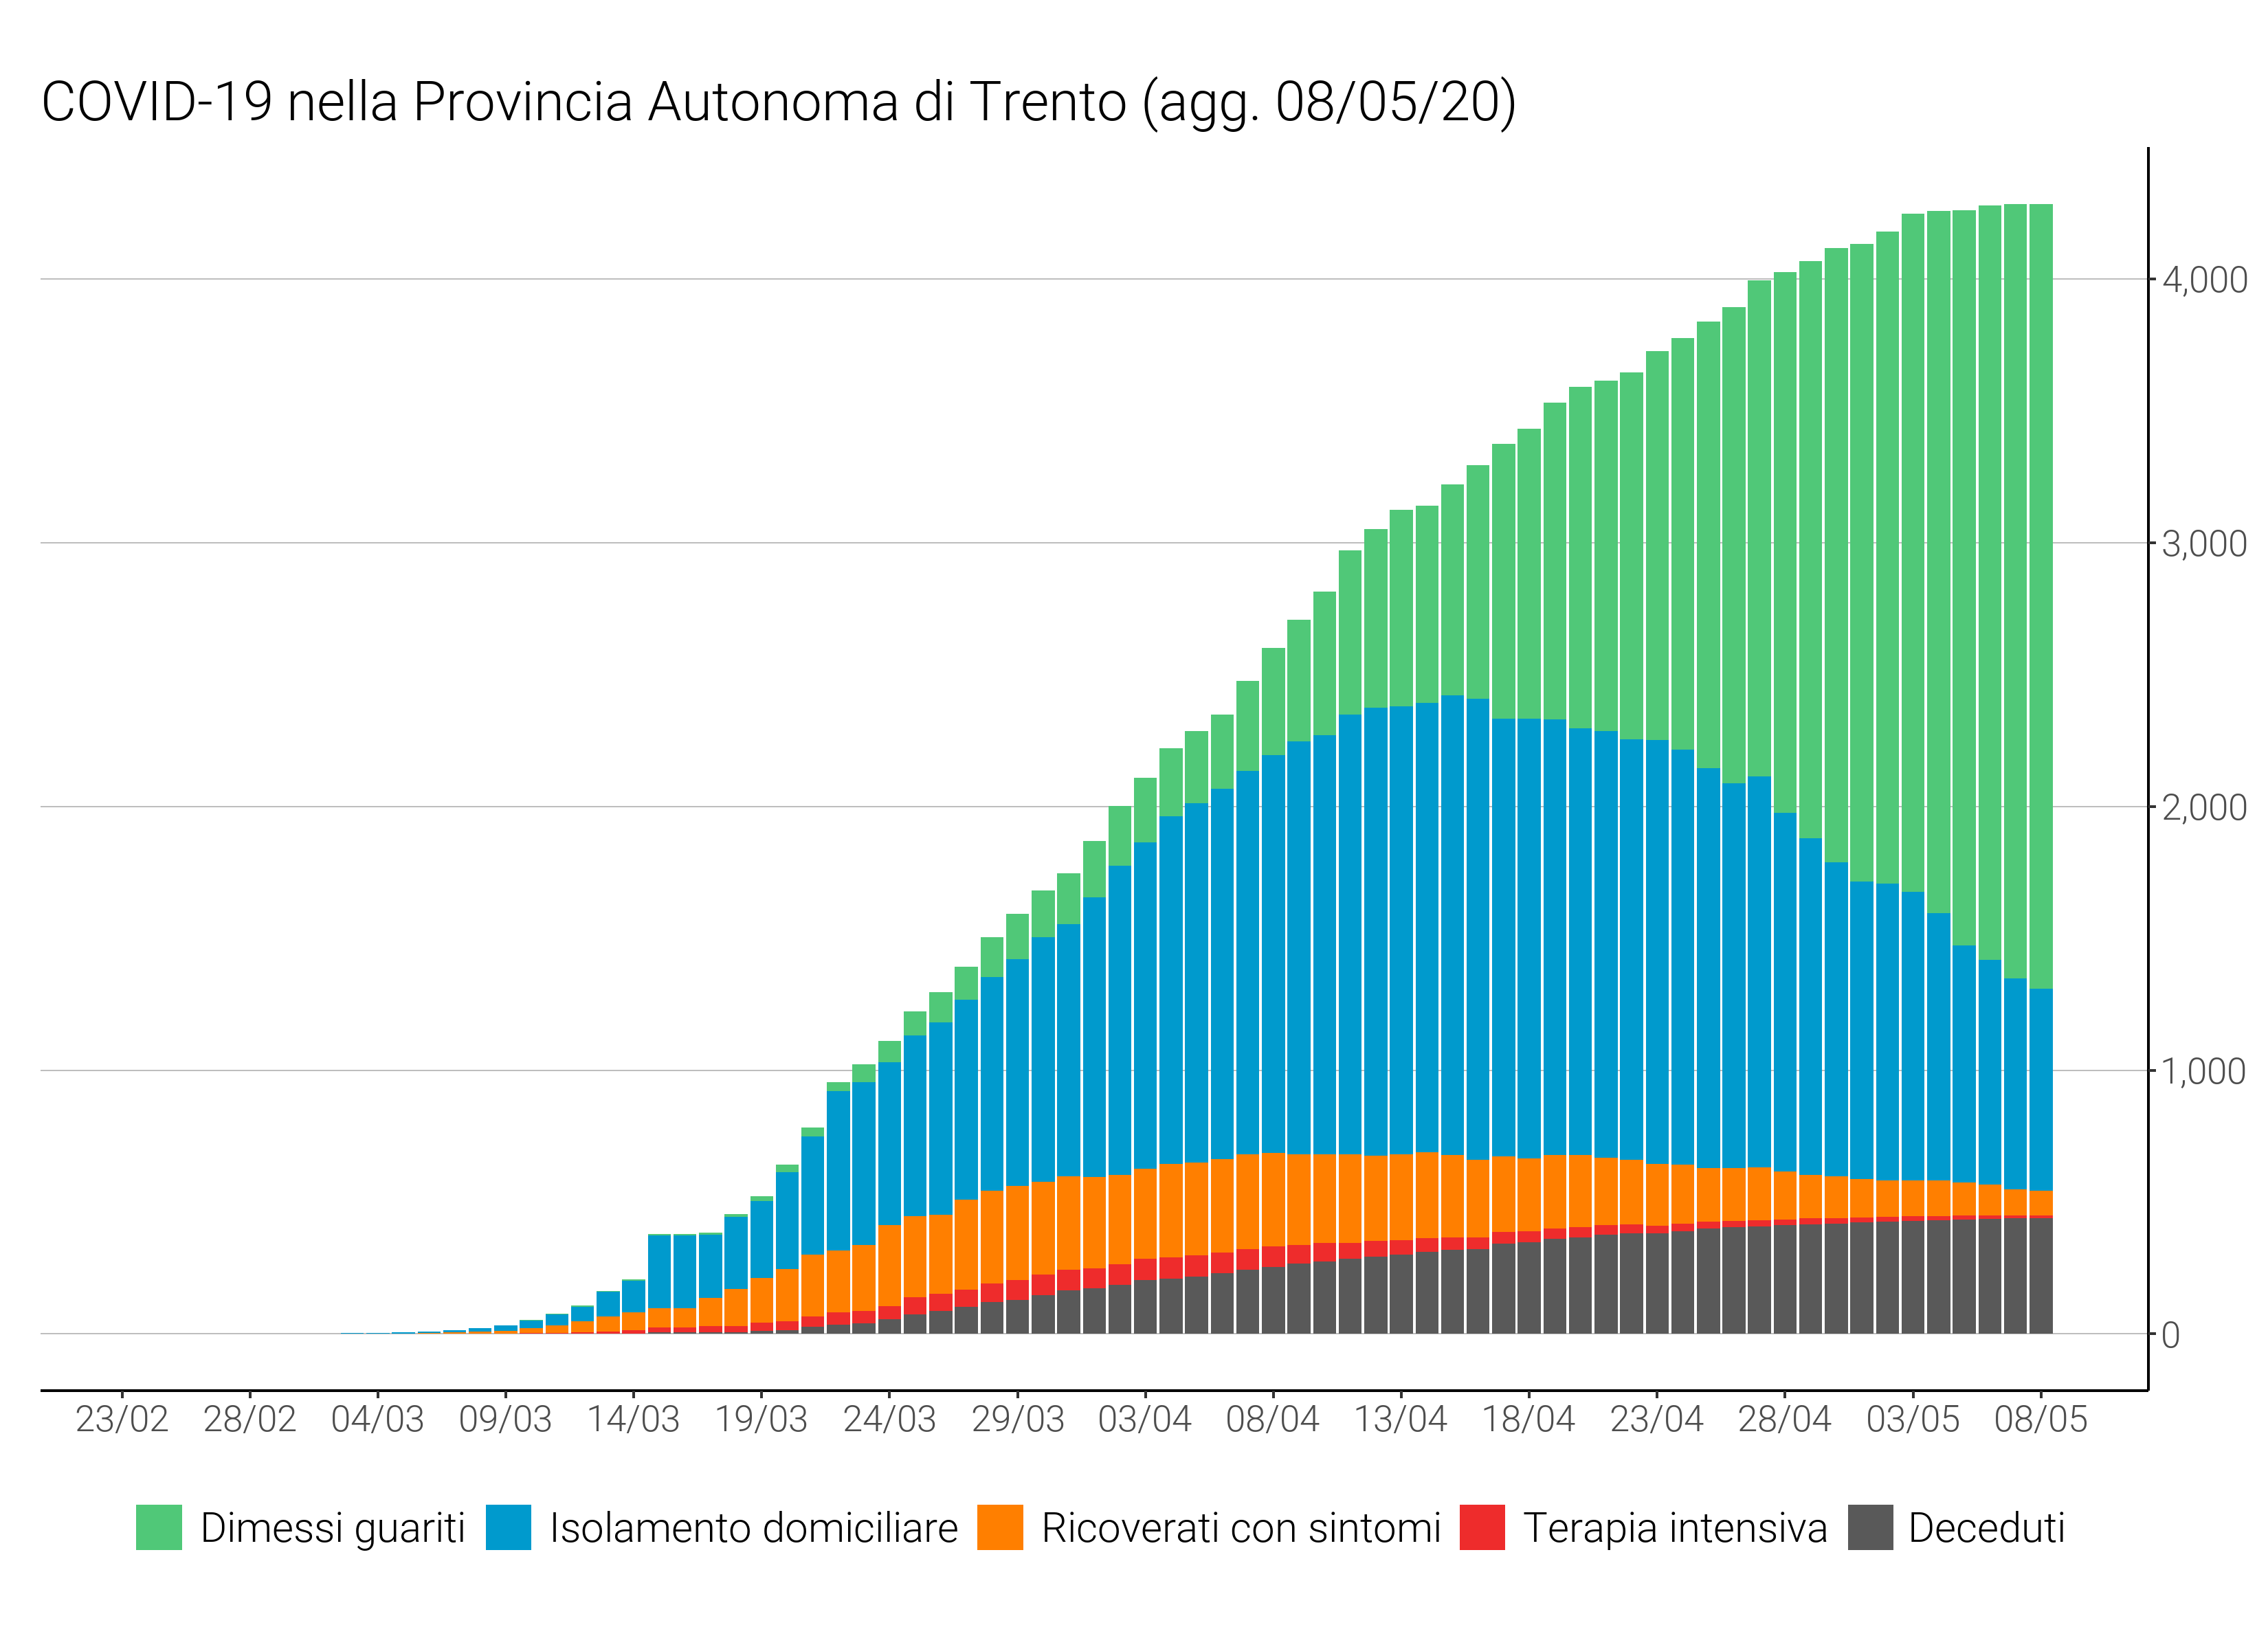 COVID-19 nella Provincia Autonoma di Trento (agg. 08/05/20)
4,000
3,000
2,000
1,000
0
23/02 28/02 04/03 09/03 14/03 19/03 24/03 29/03 03/04 08/04 13/04 18/04 23/04 28/04 03/05 08/05
Dimessi guariti Isolamento domiciliare Ricoverati con sintomi Terapia intensiva Deceduti